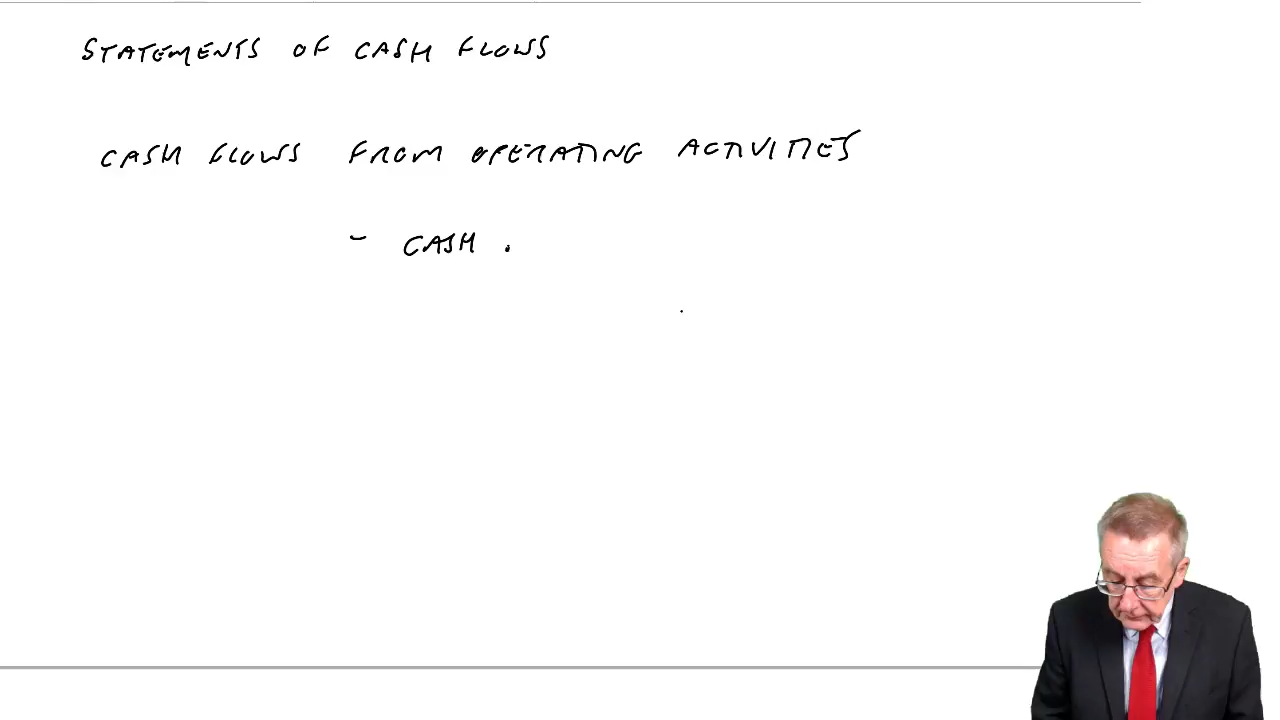 STATEMENTS OF CASH FLOWS
CASH FLOWS FROM OPERATING ACTIVITIES
- CASH